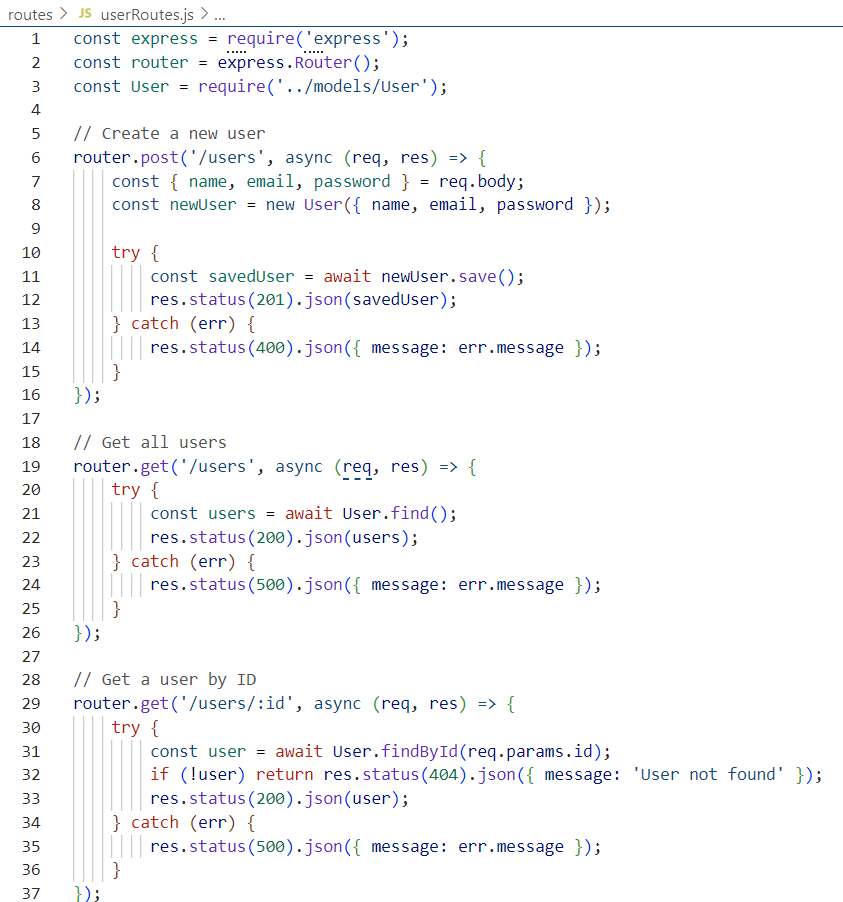 routes > JS userRoutes.js > ...
1 const express = require('express');
2 const router = express.Router();
3 const User = require('../models/User');
4
5 // Create a new user
6 router.post('/users', async (req, res) => {
7     const { name, email, password } = req.body;
8     const newUser = new User({ name, email, password });
9
10     try {
11         const savedUser = await newUser.save();
12         res.status(201).json(savedUser);
13     } catch (err) {
14         res.status(400).json({ message: err.message });
15     }
16 });
17
18 // Get all users
19 router.get('/users', async (req, res) => {
20     try {
21         const users = await User.find();
22         res.status(200).json(users);
23     } catch (err) {
24         res.status(500).json({ message: err.message });
25     }
26 });
27
28 // Get a user by ID
29 router.get('/users/:id', async (req, res) => {
30     try {
31         const user = await User.findById(req.params.id);
32         if (!user) return res.status(404).json({ message: 'User not found' });
33         res.status(200).json(user);
34     } catch (err) {
35         res.status(500).json({ message: err.message });
36     }
37 });